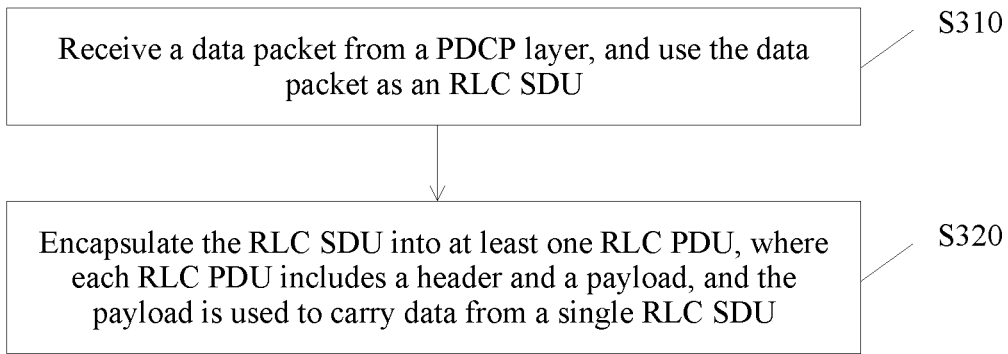 S310
Receive a data packet from a PDCP layer, and use the data
packet as an RLC SDU
S320
Encapsulate the RLC SDU into at least one RLC PDU, where
each RLC PDU includes a header and a payload, and the
payload is used to carry data from a single RLC SDU